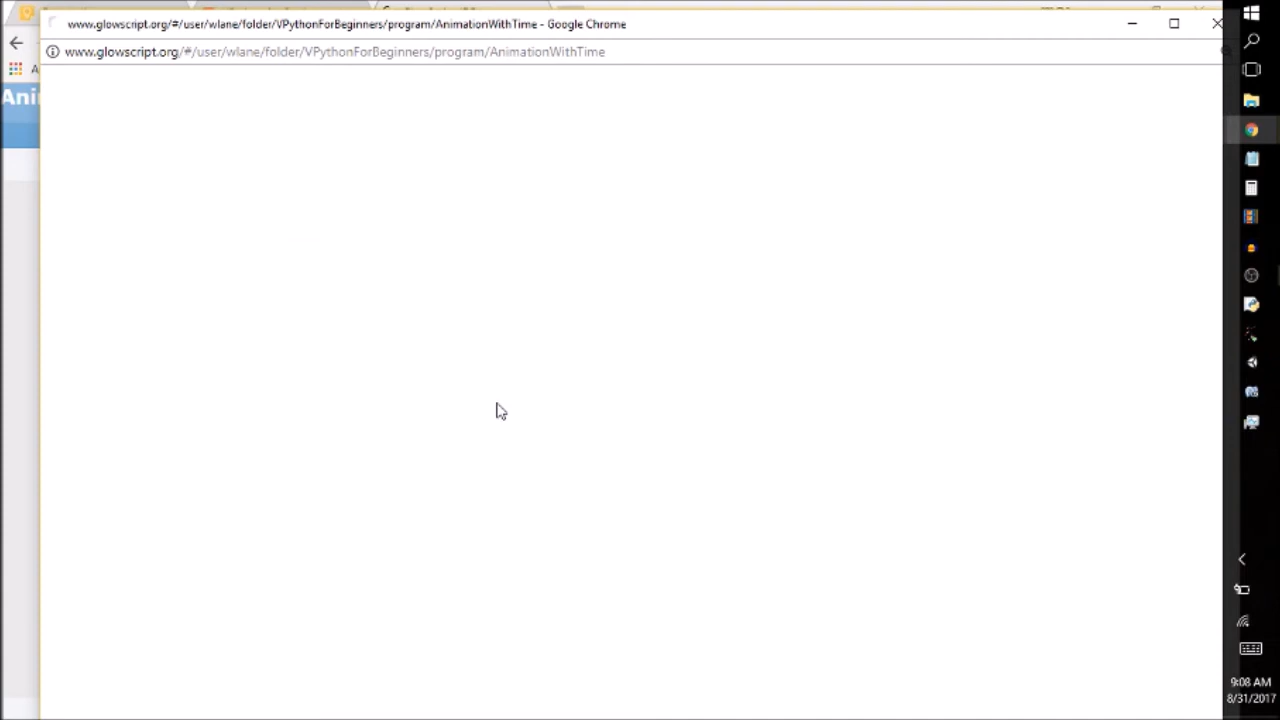 www.glowscript.org/#/user/wlane/folder/VPythonForBeginners/program/AnimationWithTime - Google Chrome
www.glowscript.org/#/user/wlane/folder/VPythonForBeginners/program/AnimationWithTime
A
Ani
9:08 AM
8/31/2017